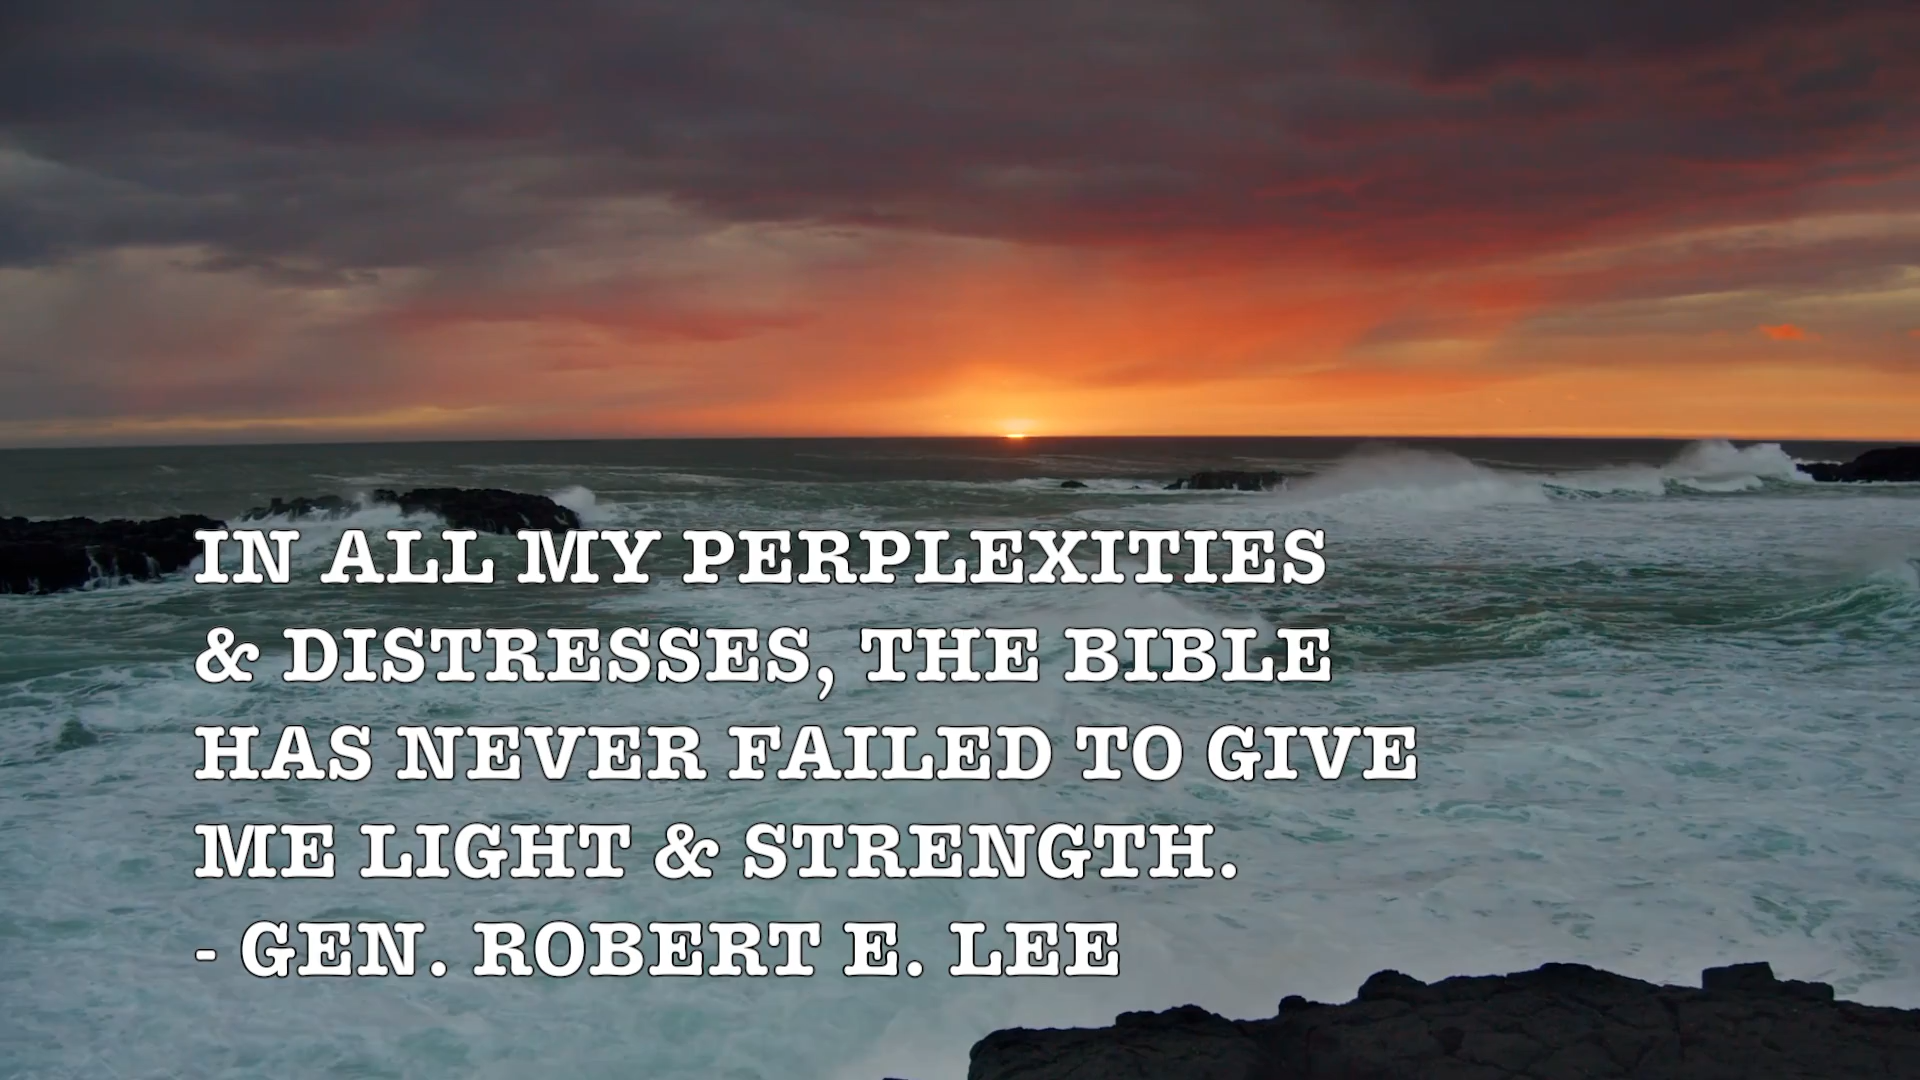 IN ALL MY PERPLEXITIES
& DISTRESSES, THE BIBLE
HAS NEVER FAILED TO GIVE
ME LIGHT & STRENGTH.
- GEN. ROBERT E. LEE